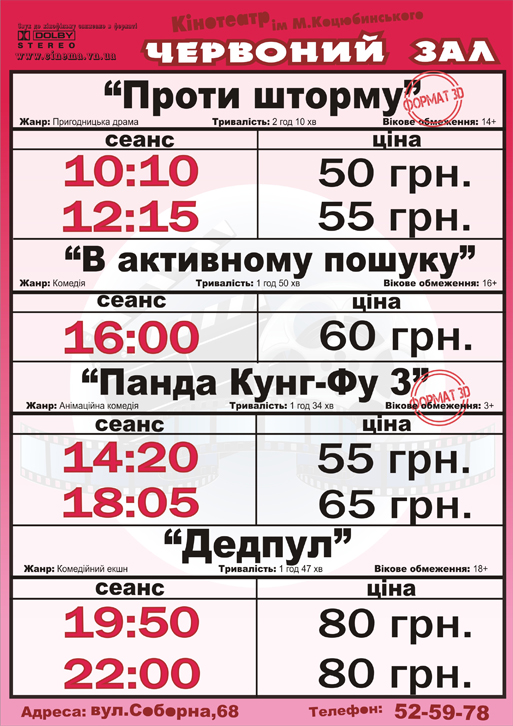 Звук до кінофільму записано в форматі
DOLBY
STEREO
www.cinema.vn.ua
Кінотеатр ім М.Коцюбинського
ЧЕРВОНИЙ ЗАЛ
“Проти шторму”
ФОРМАТ 3D
Жанр: Пригодницька драма Тривалість: 2 год 10 хв Вікове обмеження: 14+
сеанс ціна
10:10 50 грн.
12:15 55 грн.
“В активному пошуку”
Жанр: Комедія Тривалість: 1 год 50 хв Вікове обмеження: 16+
сеанс ціна
16:00 60 грн.
“Панда Кунг-Фу 3”
ФОРМАТ 3D
Жанр: Анімаційна комедія Тривалість: 1 год 34 хв Вікове обмеження: 3+
сеанс ціна
14:20 55 грн.
18:05 65 грн.
“Дедпул”
Жанр: Комедійний екшн Тривалість: 1 год 47 хв Вікове обмеження: 18+
сеанс ціна
19:50 80 грн.
22:00 80 грн.
Адреса: вул.Соборна,68 Телефон: 52-59-78